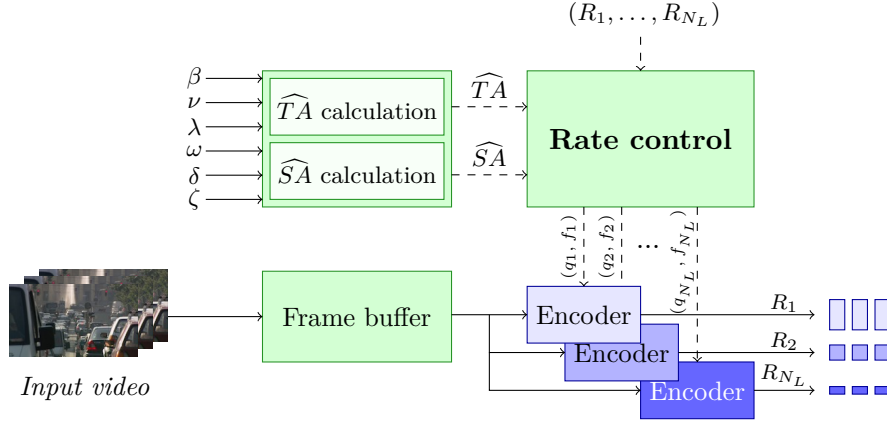 (R_1, …, R_{N_L})
β
ν
λ
ω
δ
ζ
\widehat{TA} calculation
\widehat{SA} calculation
\widehat{TA}
\widehat{SA}
Rate control
(q_1, f_1)
(q_2, f_2)
...
(q_{N_L}, f_{N_L})
Input video
Frame buffer
Encoder
Encoder
Encoder
R_1
R_2
R_{N_L}